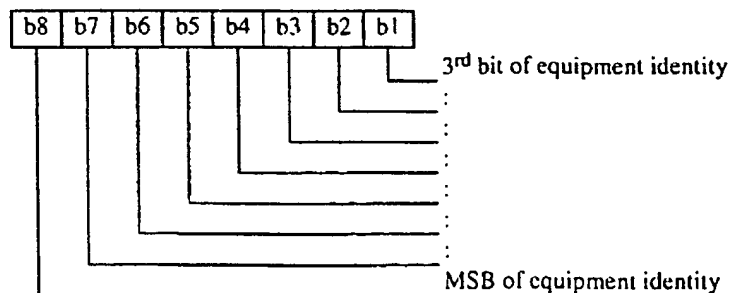 b8 b7 b6 b5 b4 b3 b2 b1
3rd bit of equipment identity
:
:
:
:
:
:
MSB of equipment identity